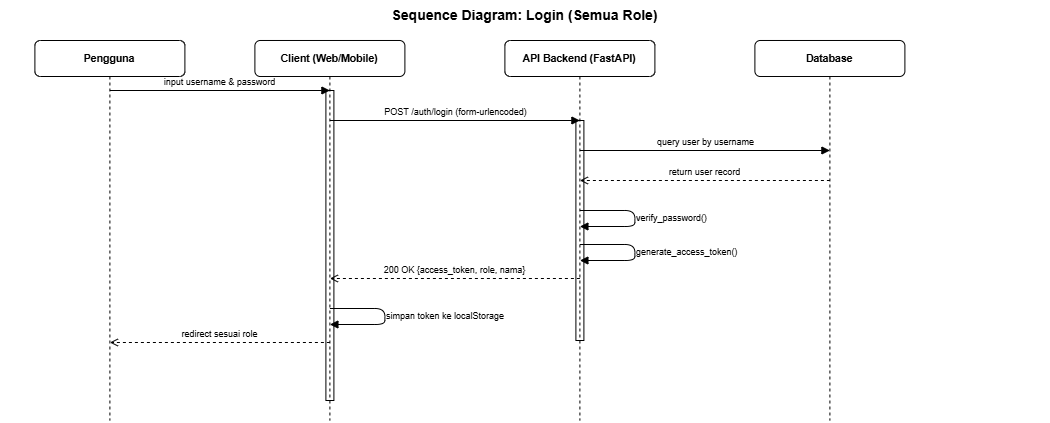 Sequence Diagram: Login (Semua Role)
Pengguna
Client (Web/Mobile)
API Backend (FastAPI)
Database
input username & password
POST /auth/login (form-urlencoded)
query user by username
return user record
verify_password()
generate_access_token()
200 OK {access_token, role, nama}
simpan token ke localStorage
redirect sesuai role